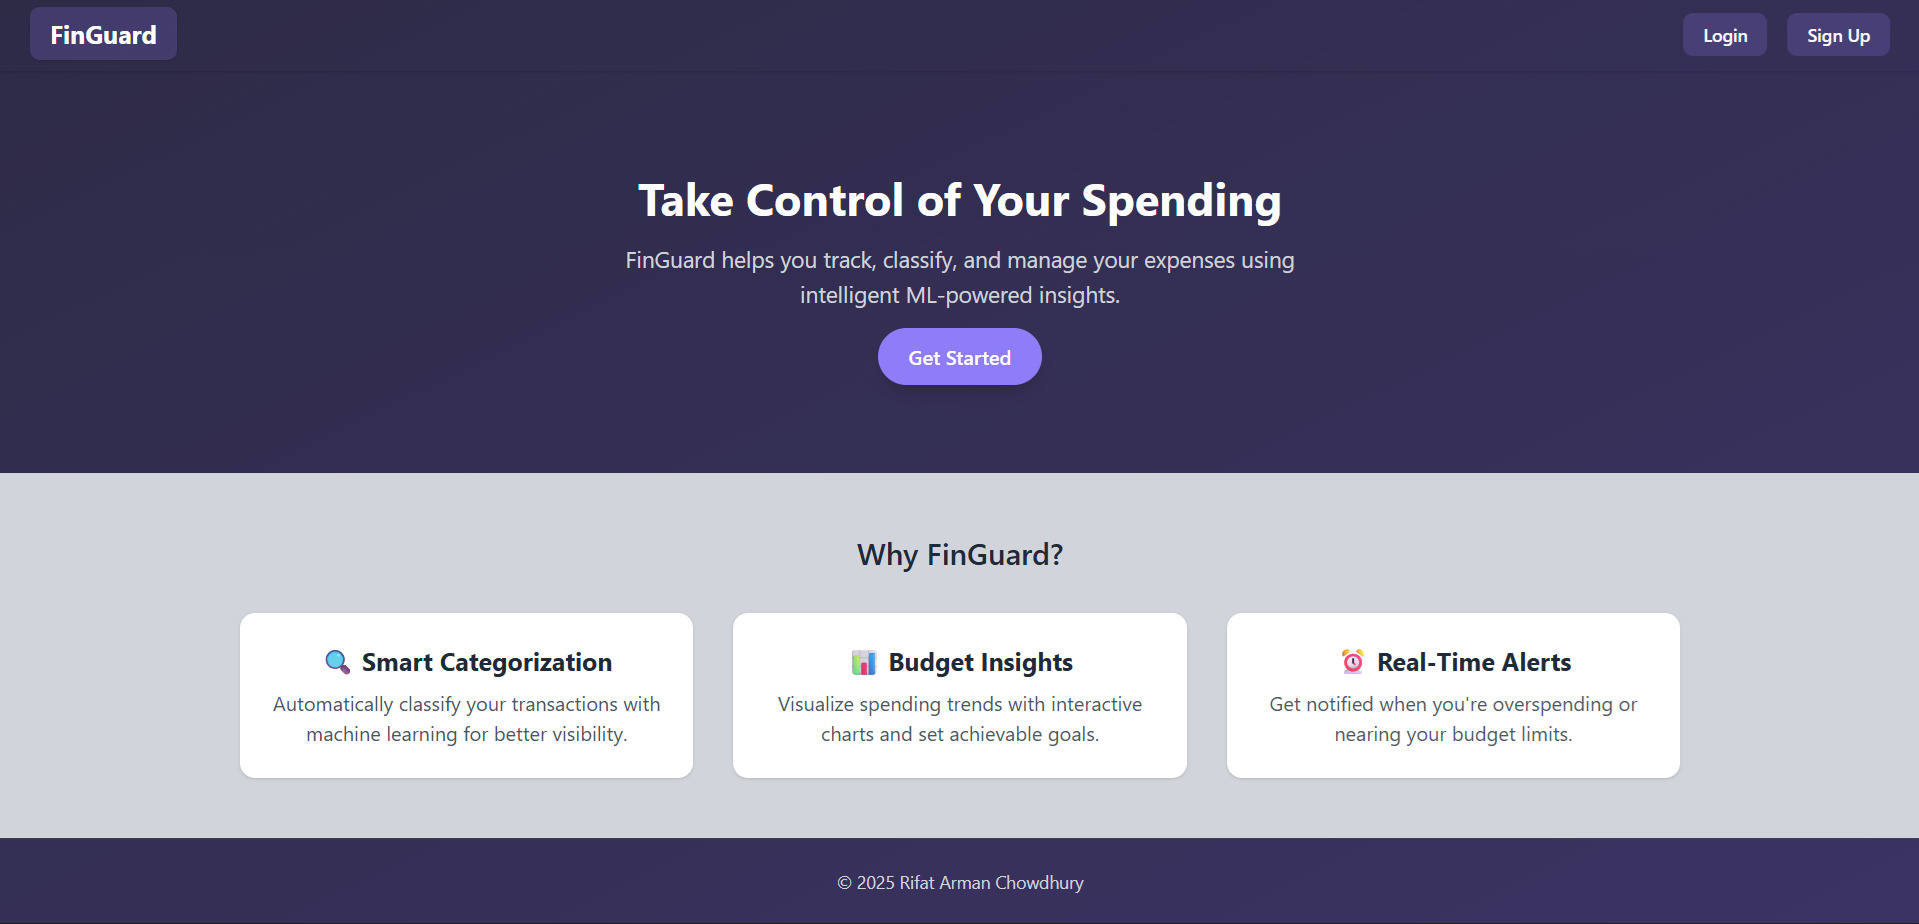 FinGuard
Login
Sign Up
Take Control of Your Spending
FinGuard helps you track, classify, and manage your expenses using
intelligent ML-powered insights.
Get Started
Why FinGuard?
Smart Categorization
Automatically classify your transactions with
machine learning for better visibility.
Budget Insights
Visualize spending trends with interactive
charts and set achievable goals.
Real-Time Alerts
Get notified when you're overspending or
nearing your budget limits.
© 2025 Rifat Arman Chowdhury